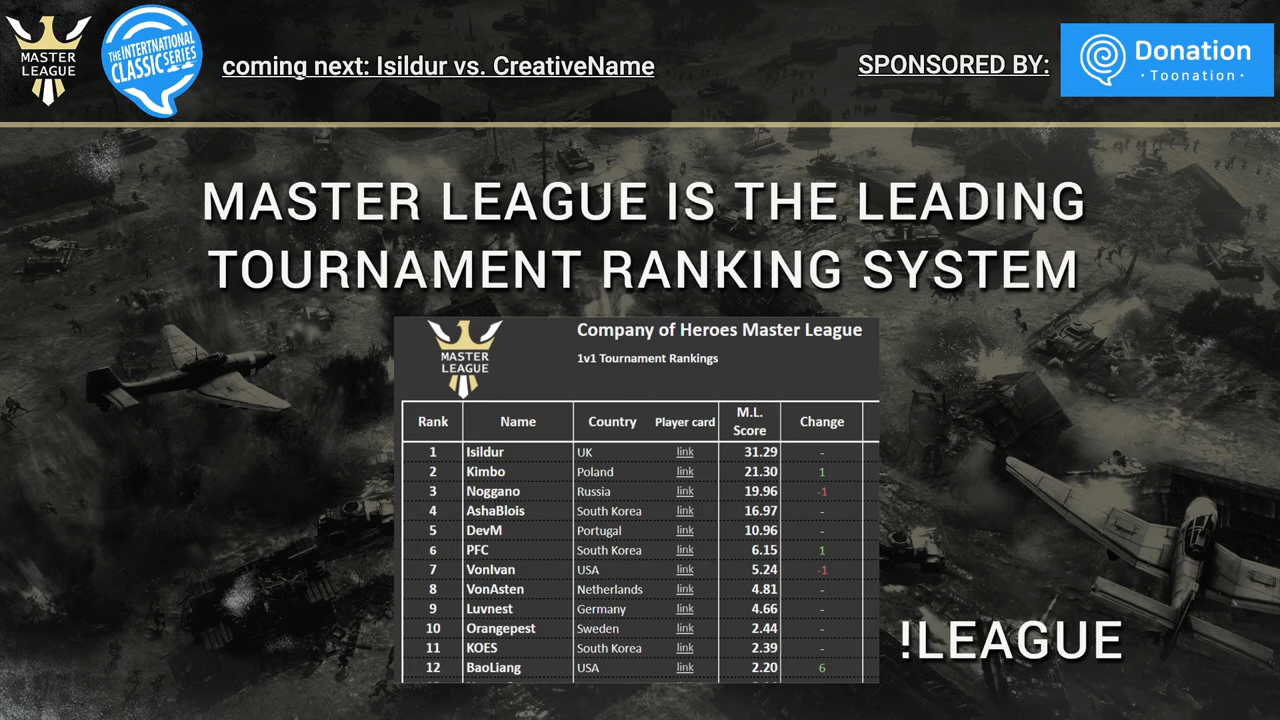 MASTER
LEAGUE
THE INTERNATIONAL
CLASSIC SERIES
coming next: Isildur vs. CreativeName
SPONSORED BY:
Donation
· Toonation ·
MASTER LEAGUE IS THE LEADING
TOURNAMENT RANKING SYSTEM
MASTER
LEAGUE
Company of Heroes Master League
1v1 Tournament Rankings
Rank Name Country Player card M.L. Score Change
1 Isildur UK link 31.29 -
2 Kimbo Poland link 21.30 1
3 Noggano Russia link 19.96 -1
4 AshaBlois South Korea link 16.97 -
5 DevM Portugal link 10.96 -
6 PFC South Korea link 6.15 1
7 VonIvan USA link 5.24 -1
8 VonAsten Netherlands link 4.81 -
9 Luvnest Germany link 4.66 -
10 Orangepest Sweden link 2.44 -
11 KOES South Korea link 2.39 -
12 BaoLiang USA link 2.20 6
!LEAGUE